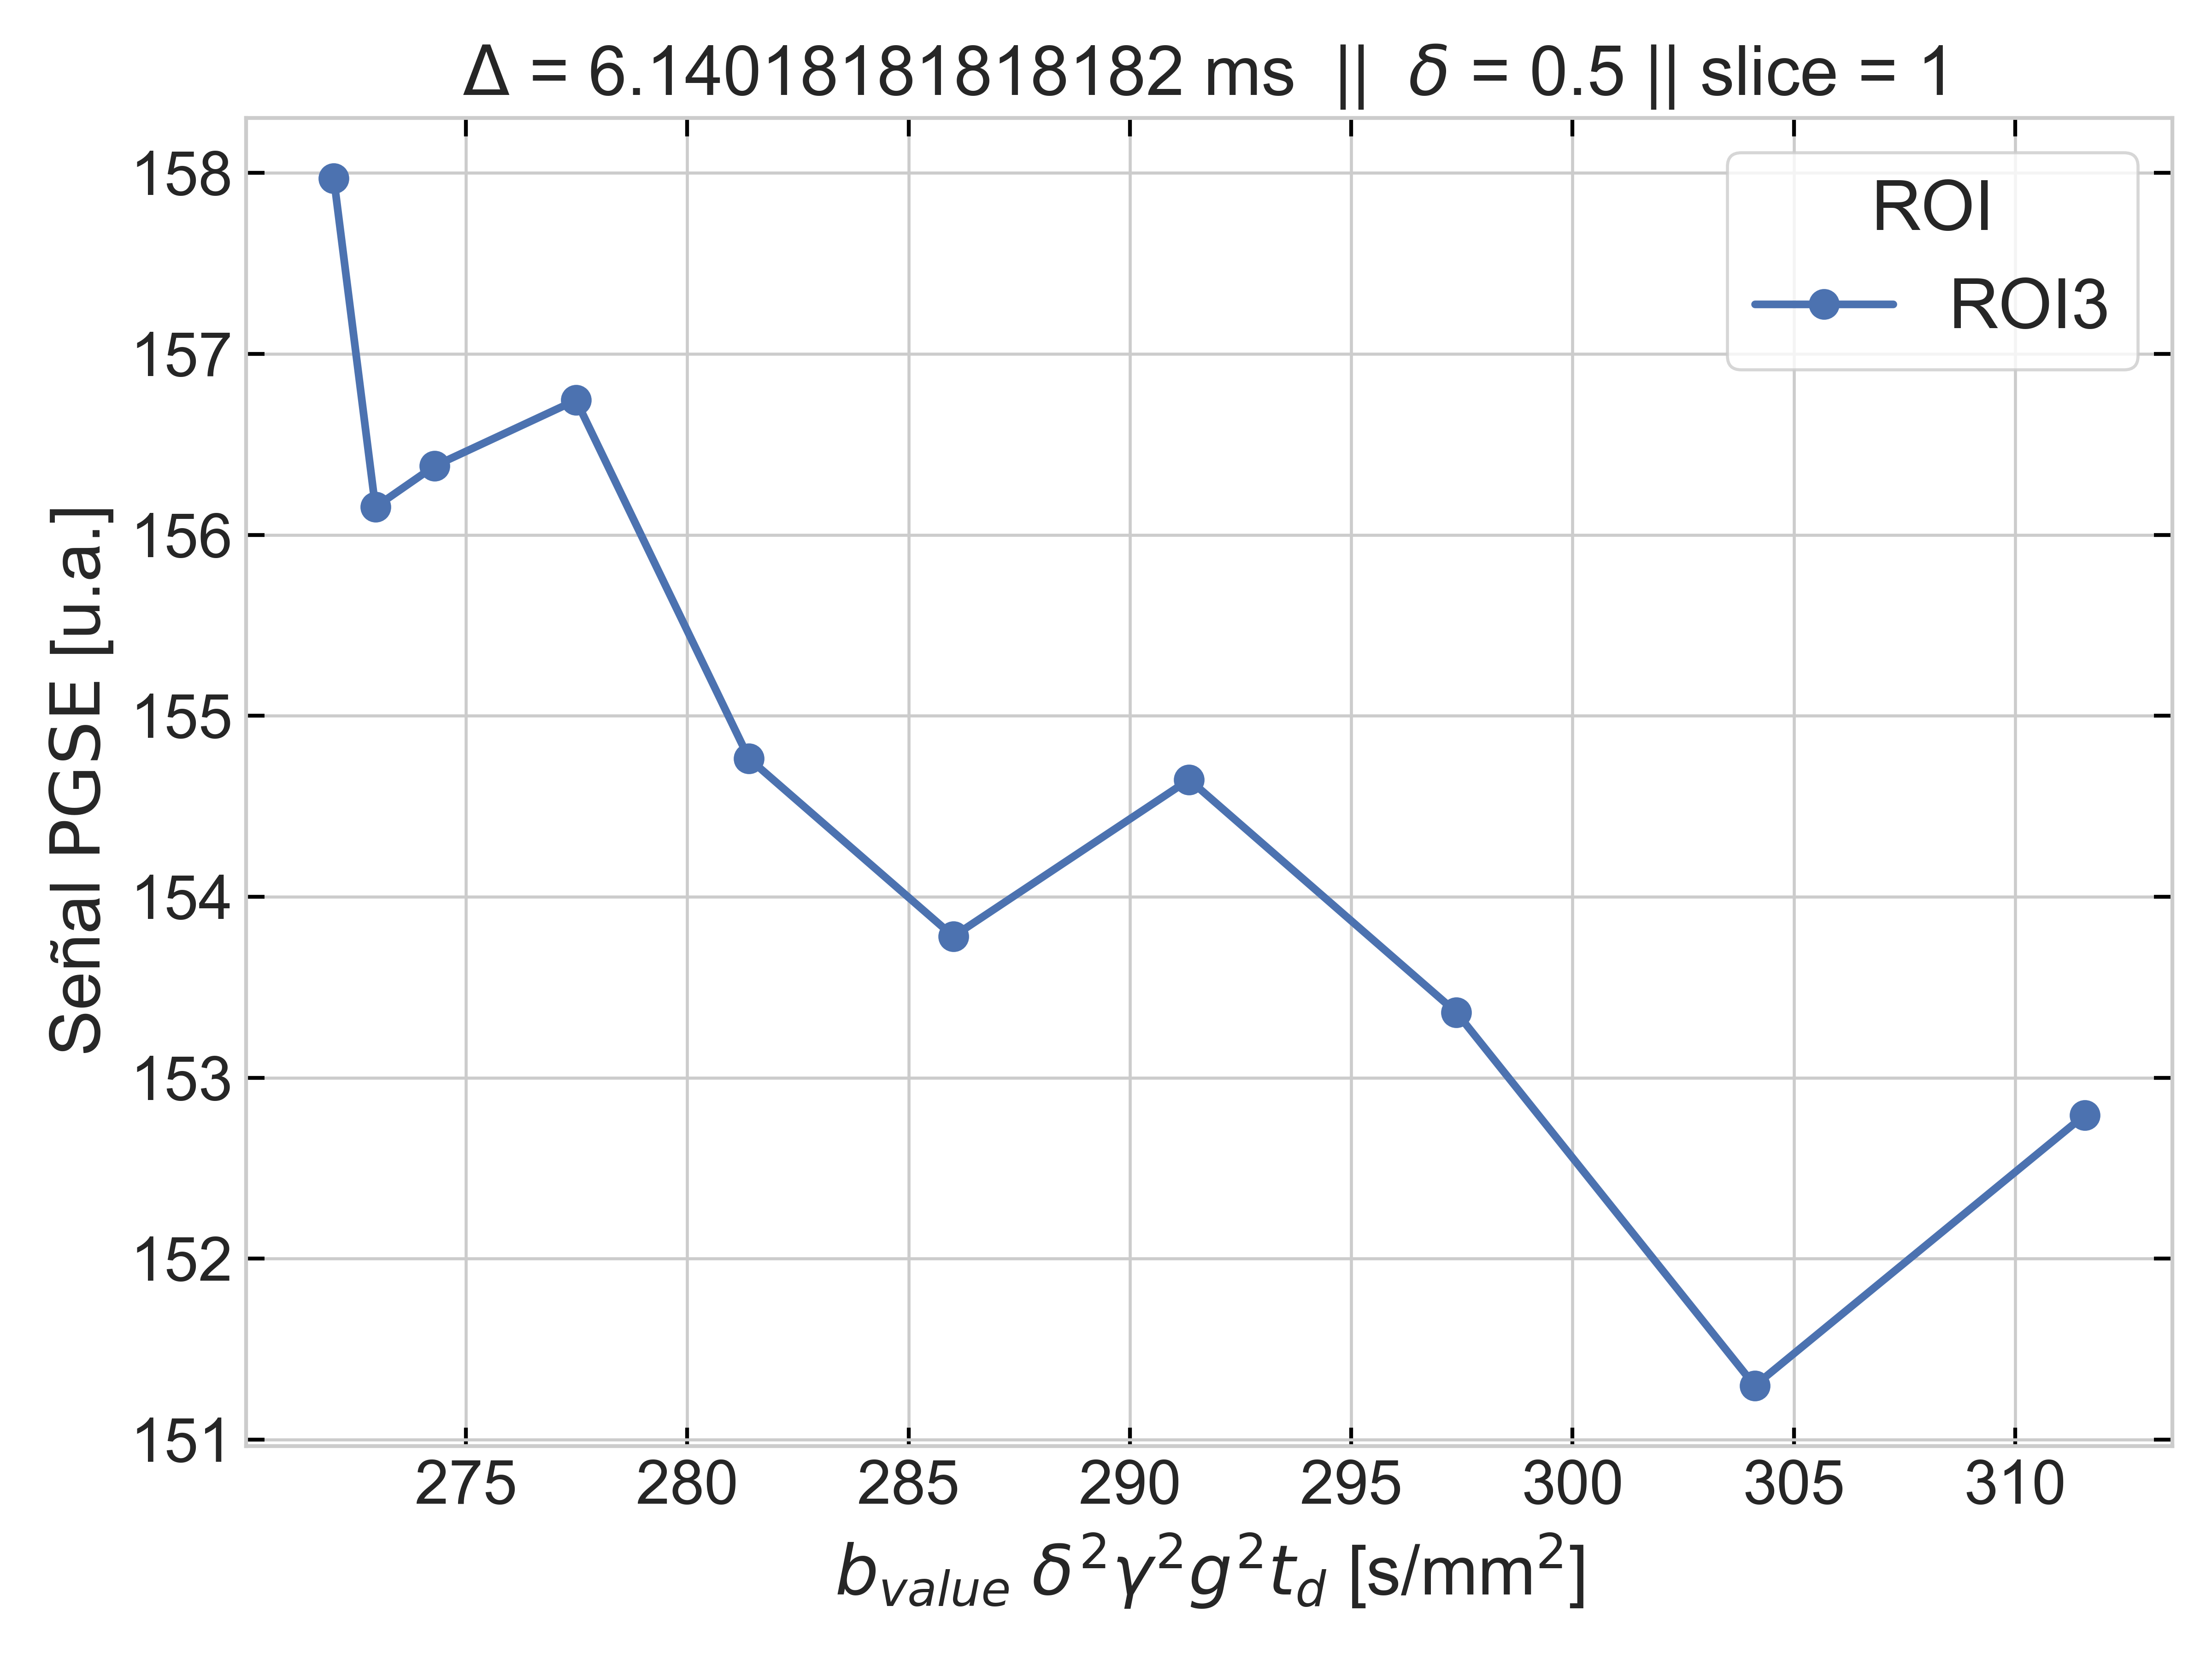 Δ = 6.140181818181818182 ms || δ = 0.5 || slice = 1
158
157
156
155
154
153
152
151
Señal PGSE [u.a.]
ROI
ROI3
275 280 285 290 295 300 305 310
b_value δ²γ²g²t_d [s/mm²]